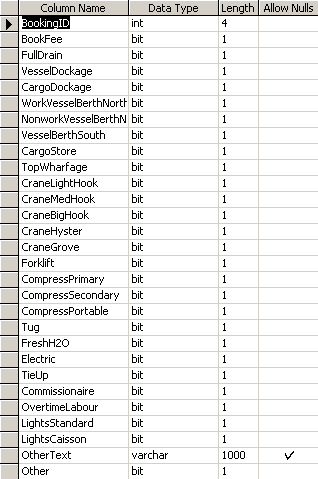 Column Name Data Type Length Allow Nulls
BookingID int 4
BookFee bit 1
FullDrain bit 1
VesselDockage bit 1
CargoDockage bit 1
WorkVesselBerthNorth bit 1
NonworkVesselBerthN bit 1
VesselBerthSouth bit 1
CargoStore bit 1
TopWharfage bit 1
CraneLightHook bit 1
CraneMedHook bit 1
CraneBigHook bit 1
CraneHyster bit 1
CraneGrove bit 1
Forklift bit 1
CompressPrimary bit 1
CompressSecondary bit 1
CompressPortable bit 1
Tug bit 1
FreshH2O bit 1
Electric bit 1
TieUp bit 1
Commissionaire bit 1
OvertimeLabour bit 1
LightsStandard bit 1
LightsCaisson bit 1
OtherText varchar 1000 ✓
Other bit 1